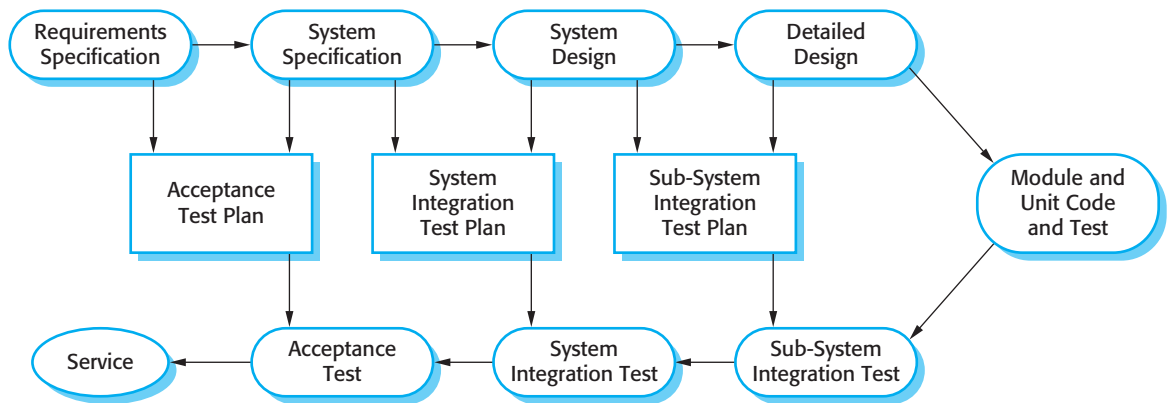 Requirements
Specification
System
Specification
System
Design
Detailed
Design
Acceptance
Test Plan
System
Integration
Test Plan
Sub-System
Integration
Test Plan
Module and
Unit Code
and Test
Service
Acceptance
Test
System
Integration Test
Sub-System
Integration Test